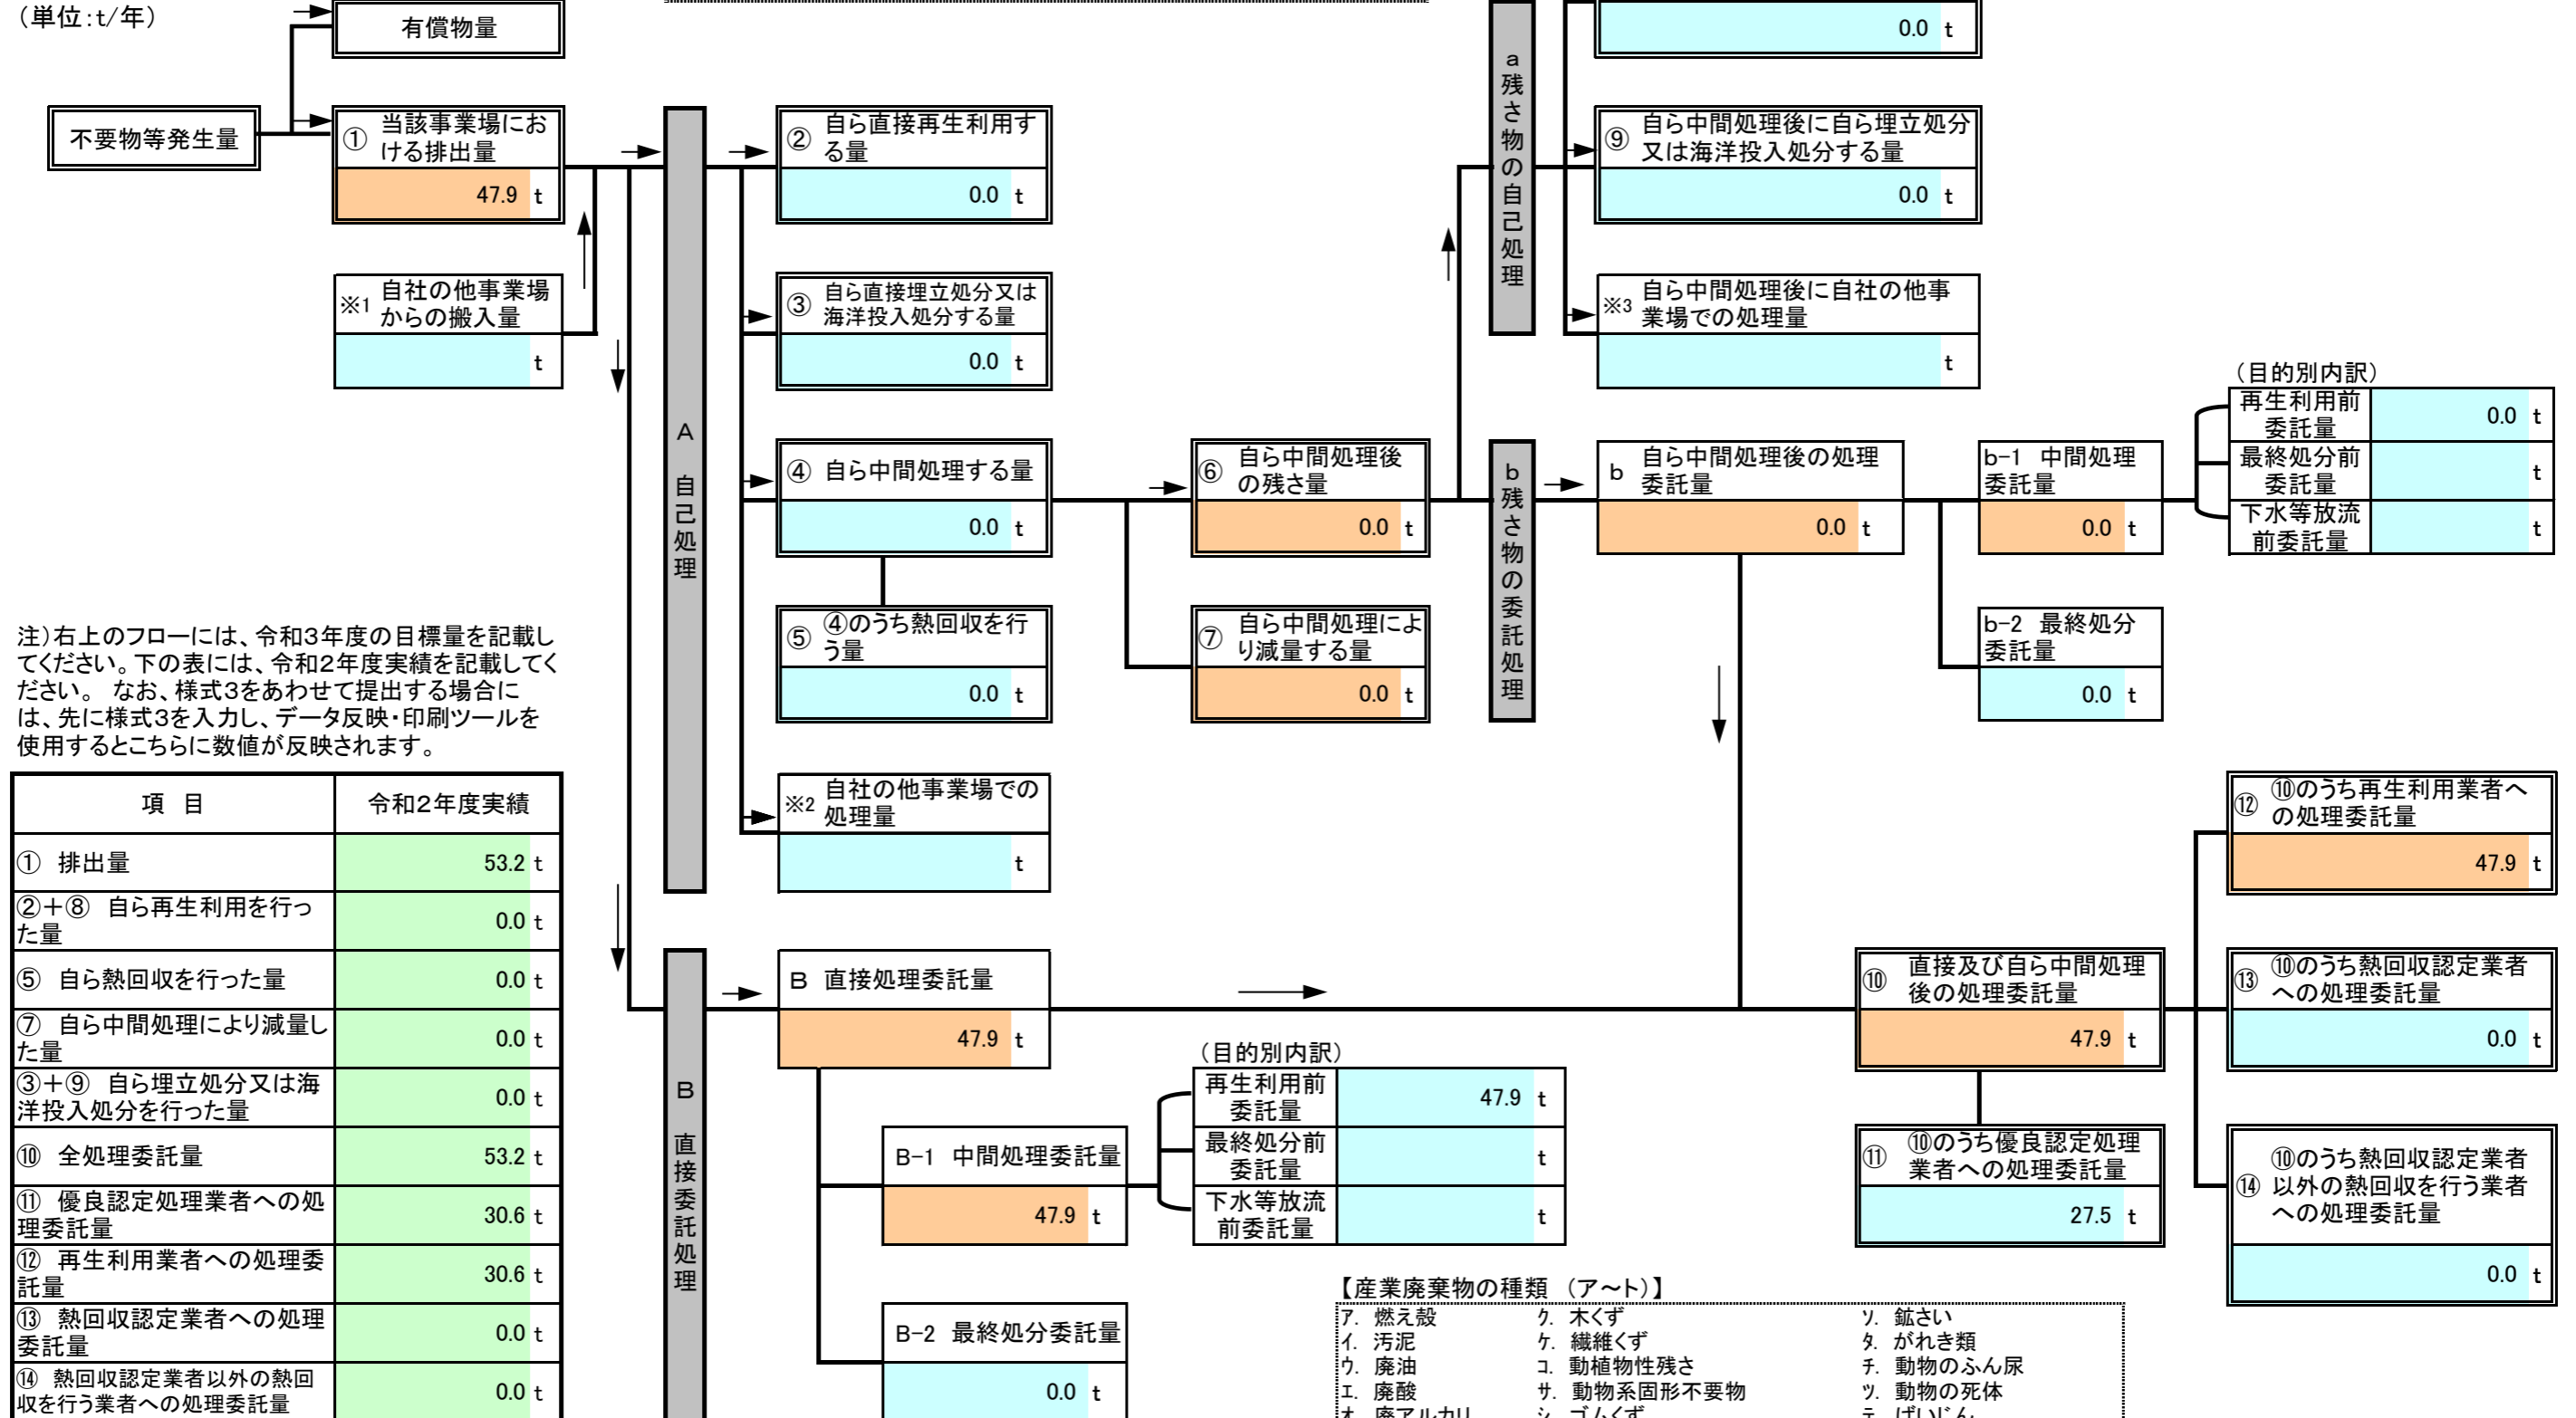 （単位：t/年）
有償物量
0.0 t
不要物等発生量
① 当該事業場にお
ける排出量
47.9 t
※1 自社の他事業場
からの搬入量
t
A 自己処理
② 自ら直接再生利用す
る量
0.0 t
③ 自ら直接埋立処分又は
海洋投入処分する量
0.0 t
④ 自ら中間処理する量
0.0 t
⑤ ④のうち熱回収を行
う量
0.0 t
※2 自社の他事業場での
処理量
t
⑥ 自ら中間処理後
の残さ量
0.0 t
⑦ 自ら中間処理によ
り減量する量
0.0 t
a 残さ物の自己処理
⑨ 自ら中間処理後に自ら埋立処分
又は海洋投入処分する量
0.0 t
※3 自ら中間処理後に自社の他事
業場での処理量
t
b 残さ物の委託処理
b 自ら中間処理後の処理
委託量
0.0 t
b-1 中間処理
委託量
0.0 t
b-2 最終処分
委託量
0.0 t
（目的別内訳）
再生利用前
委託量
0.0 t
最終処分前
委託量
t
下水等放流
前委託量
t
注）右上のフローには、令和３年度の目標量を記載し
てください。下の表には、令和２年度実績を記載してく
ださい。 なお、様式３をあわせて提出する場合に
は、先に様式３を入力し、データ反映・印刷ツールを
使用するとこちらに数値が反映されます。
項 目 令和２年度実績
① 排出量 53.2 t
②＋⑧ 自ら再生利用を行っ
た量 0.0 t
⑤ 自ら熱回収を行った量 0.0 t
⑦ 自ら中間処理により減量し
た量 0.0 t
③＋⑨ 自ら埋立処分又は海
洋投入処分を行った量 0.0 t
⑩ 全処理委託量 53.2 t
⑪ 優良認定処理業者への処
理委託量 30.6 t
⑫ 再生利用業者への処理委
託量 30.6 t
⑬ 熱回収認定業者への処理
委託量 0.0 t
⑭ 熱回収認定業者以外の熱回
収を行う業者への処理委託量 0.0 t
B 直接委託処理
B 直接処理委託量
47.9 t
B-1 中間処理委託量
47.9 t
B-2 最終処分委託量
0.0 t
（目的別内訳）
再生利用前
委託量
47.9 t
最終処分前
委託量
t
下水等放流
前委託量
t
⑩ 直接及び自ら中間処理
後の処理委託量
47.9 t
⑪ ⑩のうち優良認定処理
業者への処理委託量
27.5 t
⑫ ⑩のうち再生利用業者へ
の処理委託量
47.9 t
⑬ ⑩のうち熱回収認定業者
への処理委託量
0.0 t
⑭ ⑩のうち熱回収認定業者
以外の熱回収を行う業者
への処理委託量
0.0 t
【産業廃棄物の種類 （ア～ト）】
ア. 燃え殻 ク. 木くず ソ. 鉱さい
イ. 汚泥 ケ. 繊維くず タ. がれき類
ウ. 廃油 コ. 動植物性残さ チ. 動物のふん尿
エ. 廃酸 サ. 動物系固形不要物 ツ. 動物の死体
オ. 廃アルカリ シ. ゴムくず テ. ばいじん